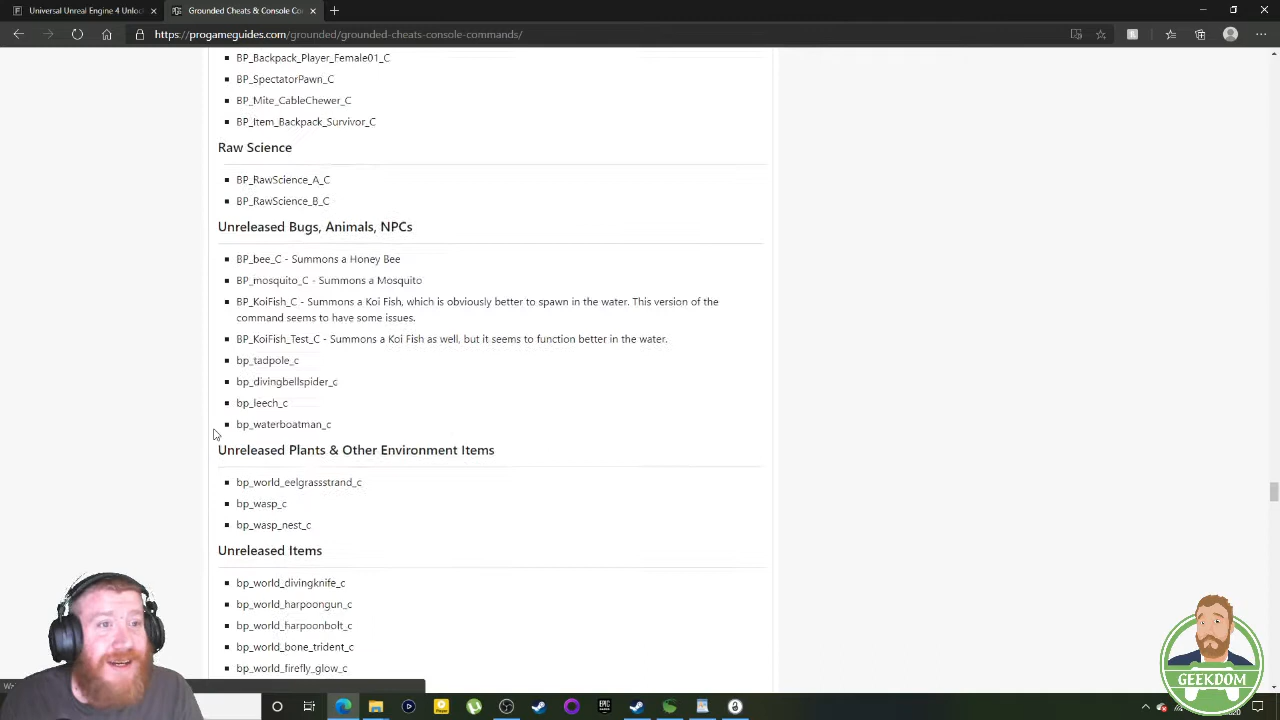 Universal Unreal Engine 4 Unloc
Grounded Cheats & Console Co
https://progameguides.com/grounded/grounded-cheats-console-commands/
BP_Backpack_Player_Female01_C
BP_SpectatorPawn_C
BP_Mite_CableChewer_C
BP_Item_Backpack_Survivor_C
Raw Science
BP_RawScience_A_C
BP_RawScience_B_C
Unreleased Bugs, Animals, NPCs
BP_bee_C - Summons a Honey Bee
BP_mosquito_C - Summons a Mosquito
BP_KoiFish_C - Summons a Koi Fish, which is obviously better to spawn in the water. This version of the
command seems to have some issues.
BP_KoiFish_Test_C - Summons a Koi Fish as well, but it seems to function better in the water.
bp_tadpole_c
bp_divingbellspider_c
bp_leech_c
bp_waterboatman_c
Unreleased Plants & Other Environment Items
bp_world_eelgrassstrand_c
bp_wasp_c
bp_wasp_nest_c
Unreleased Items
bp_world_divingknife_c
bp_world_harpoongun_c
bp_world_harpoonbolt_c
bp_world_bone_trident_c
bp_world_firefly_glow_c
GEEKDOM